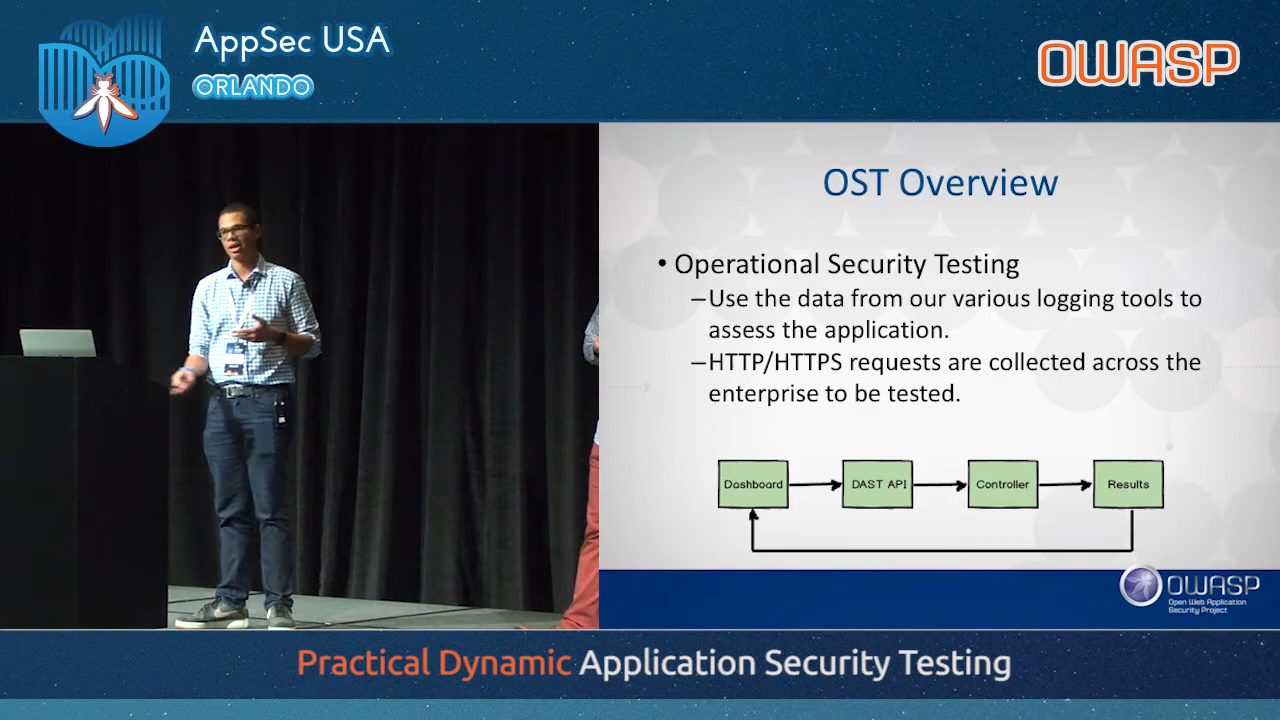 AppSec USA
ORLANDO
OWASP
OST Overview
• Operational Security Testing
–Use the data from our various logging tools to
assess the application.
–HTTP/HTTPS requests are collected across the
enterprise to be tested.
Dashboard
DAST API
Controller
Results
OWASP
Open Web Application
Security Project
Practical Dynamic Application Security Testing